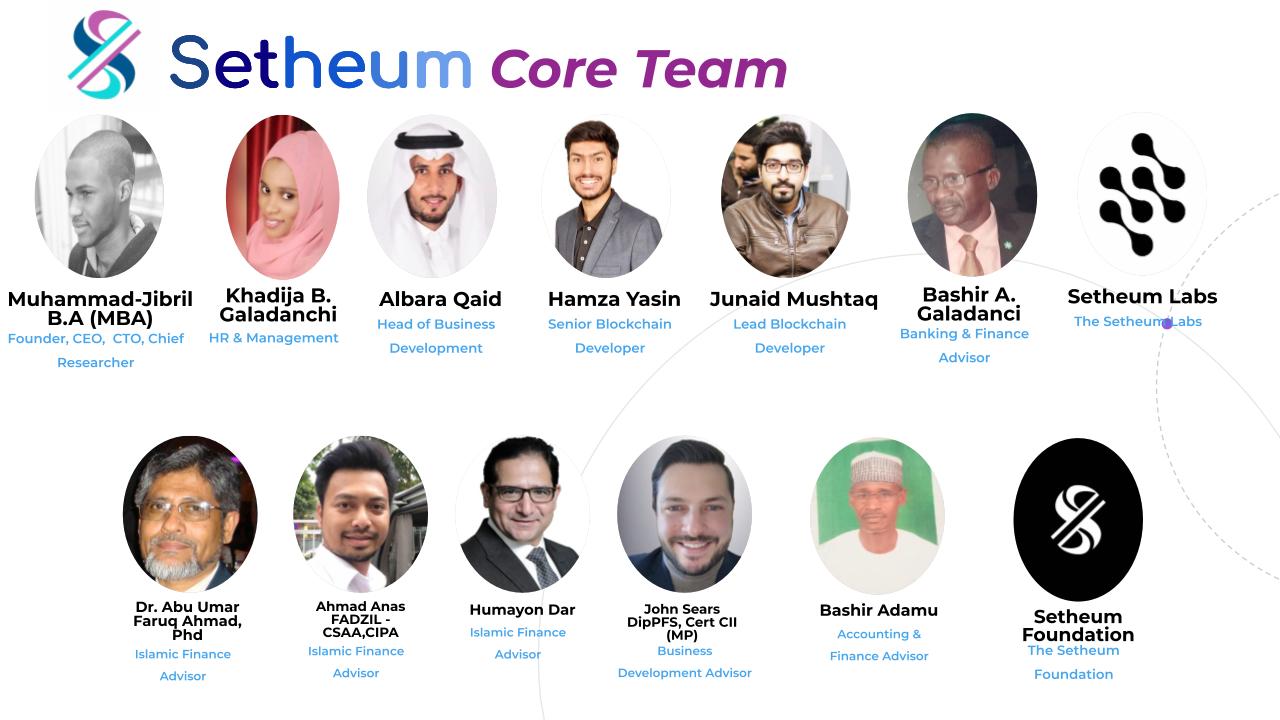 Setheum Core Team
Muhammad-Jibril
B.A (MBA)
Founder, CEO, CTO, Chief
Researcher
Khadija B.
Galadanchi
HR & Management
Albara Qaid
Head of Business
Development
Hamza Yasin
Senior Blockchain
Developer
Junaid Mushtaq
Lead Blockchain
Developer
Bashir A.
Galadanci
Banking & Finance
Advisor
Setheum Labs
The Setheum Labs
Dr. Abu Umar
Faruq Ahmad,
Phd
Islamic Finance
Advisor
Ahmad Anas
FADZIL -
CSAA,CIPA
Islamic Finance
Advisor
Humayon Dar
Islamic Finance
Advisor
John Sears
DipPFS, Cert CII
(MP)
Business
Development Advisor
Bashir Adamu
Accounting &
Finance Advisor
Setheum
Foundation
The Setheum
Foundation